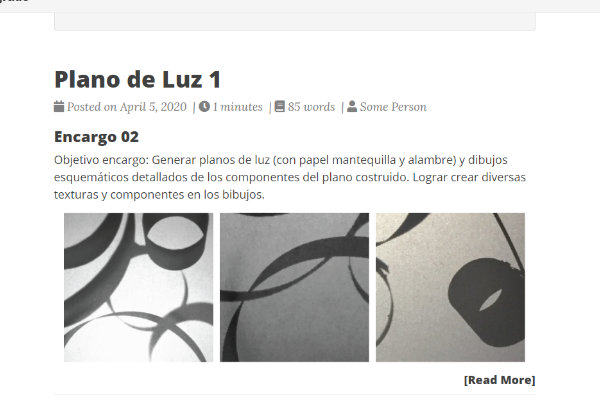 Plano de Luz 1
Posted on April 5, 2020 | 1 minutes | 85 words | Some Person
Encargo 02
Objetivo encargo: Generar planos de luz (con papel mantequilla y alambre) y dibujos
esquemáticos detallados de los componentes del plano costruido. Lograr crear diversas
texturas y componentes en los bibujos.
[Read More]